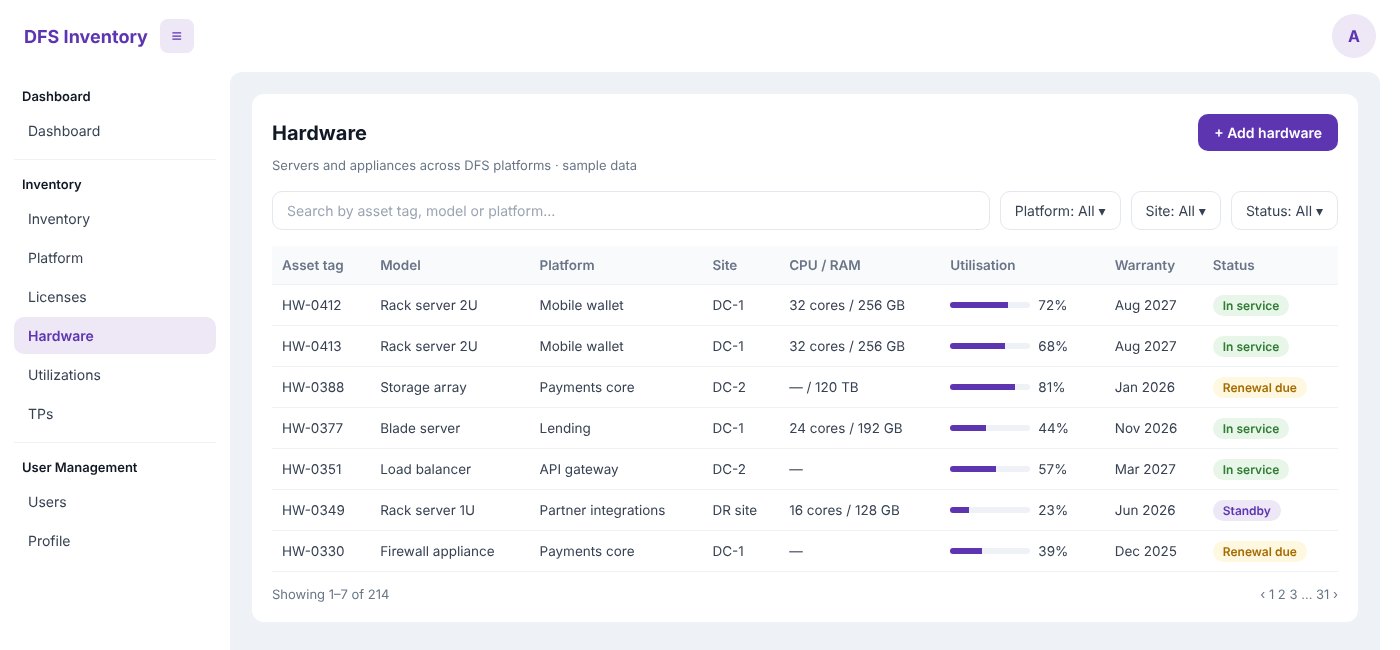 DFS Inventory ≡
A
Dashboard
Dashboard
Inventory
Inventory
Platform
Licenses
Hardware
Utilizations
TPs
User Management
Users
Profile
Hardware
+ Add hardware
Servers and appliances across DFS platforms · sample data
Search by asset tag, model or platform... Platform: All ▾ Site: All ▾ Status: All ▾
Asset tag Model Platform Site CPU / RAM Utilisation Warranty Status
HW-0412 Rack server 2U Mobile wallet DC-1 32 cores / 256 GB 72% Aug 2027 In service
HW-0413 Rack server 2U Mobile wallet DC-1 32 cores / 256 GB 68% Aug 2027 In service
HW-0388 Storage array Payments core DC-2 — / 120 TB 81% Jan 2026 Renewal due
HW-0377 Blade server Lending DC-1 24 cores / 192 GB 44% Nov 2026 In service
HW-0351 Load balancer API gateway DC-2 — 57% Mar 2027 In service
HW-0349 Rack server 1U Partner integrations DR site 16 cores / 128 GB 23% Jun 2026 Standby
HW-0330 Firewall appliance Payments core DC-1 — 39% Dec 2025 Renewal due
Showing 1–7 of 214 ‹ 1 2 3 ... 31 ›